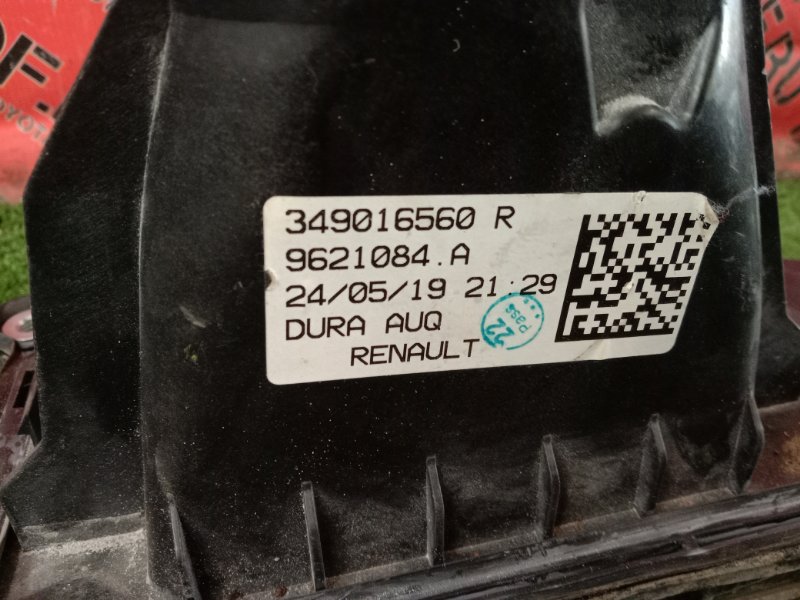 349016560 R
9621084.A
24/05/19 21:29
DURA AUQ
RENAULT
22
Pass